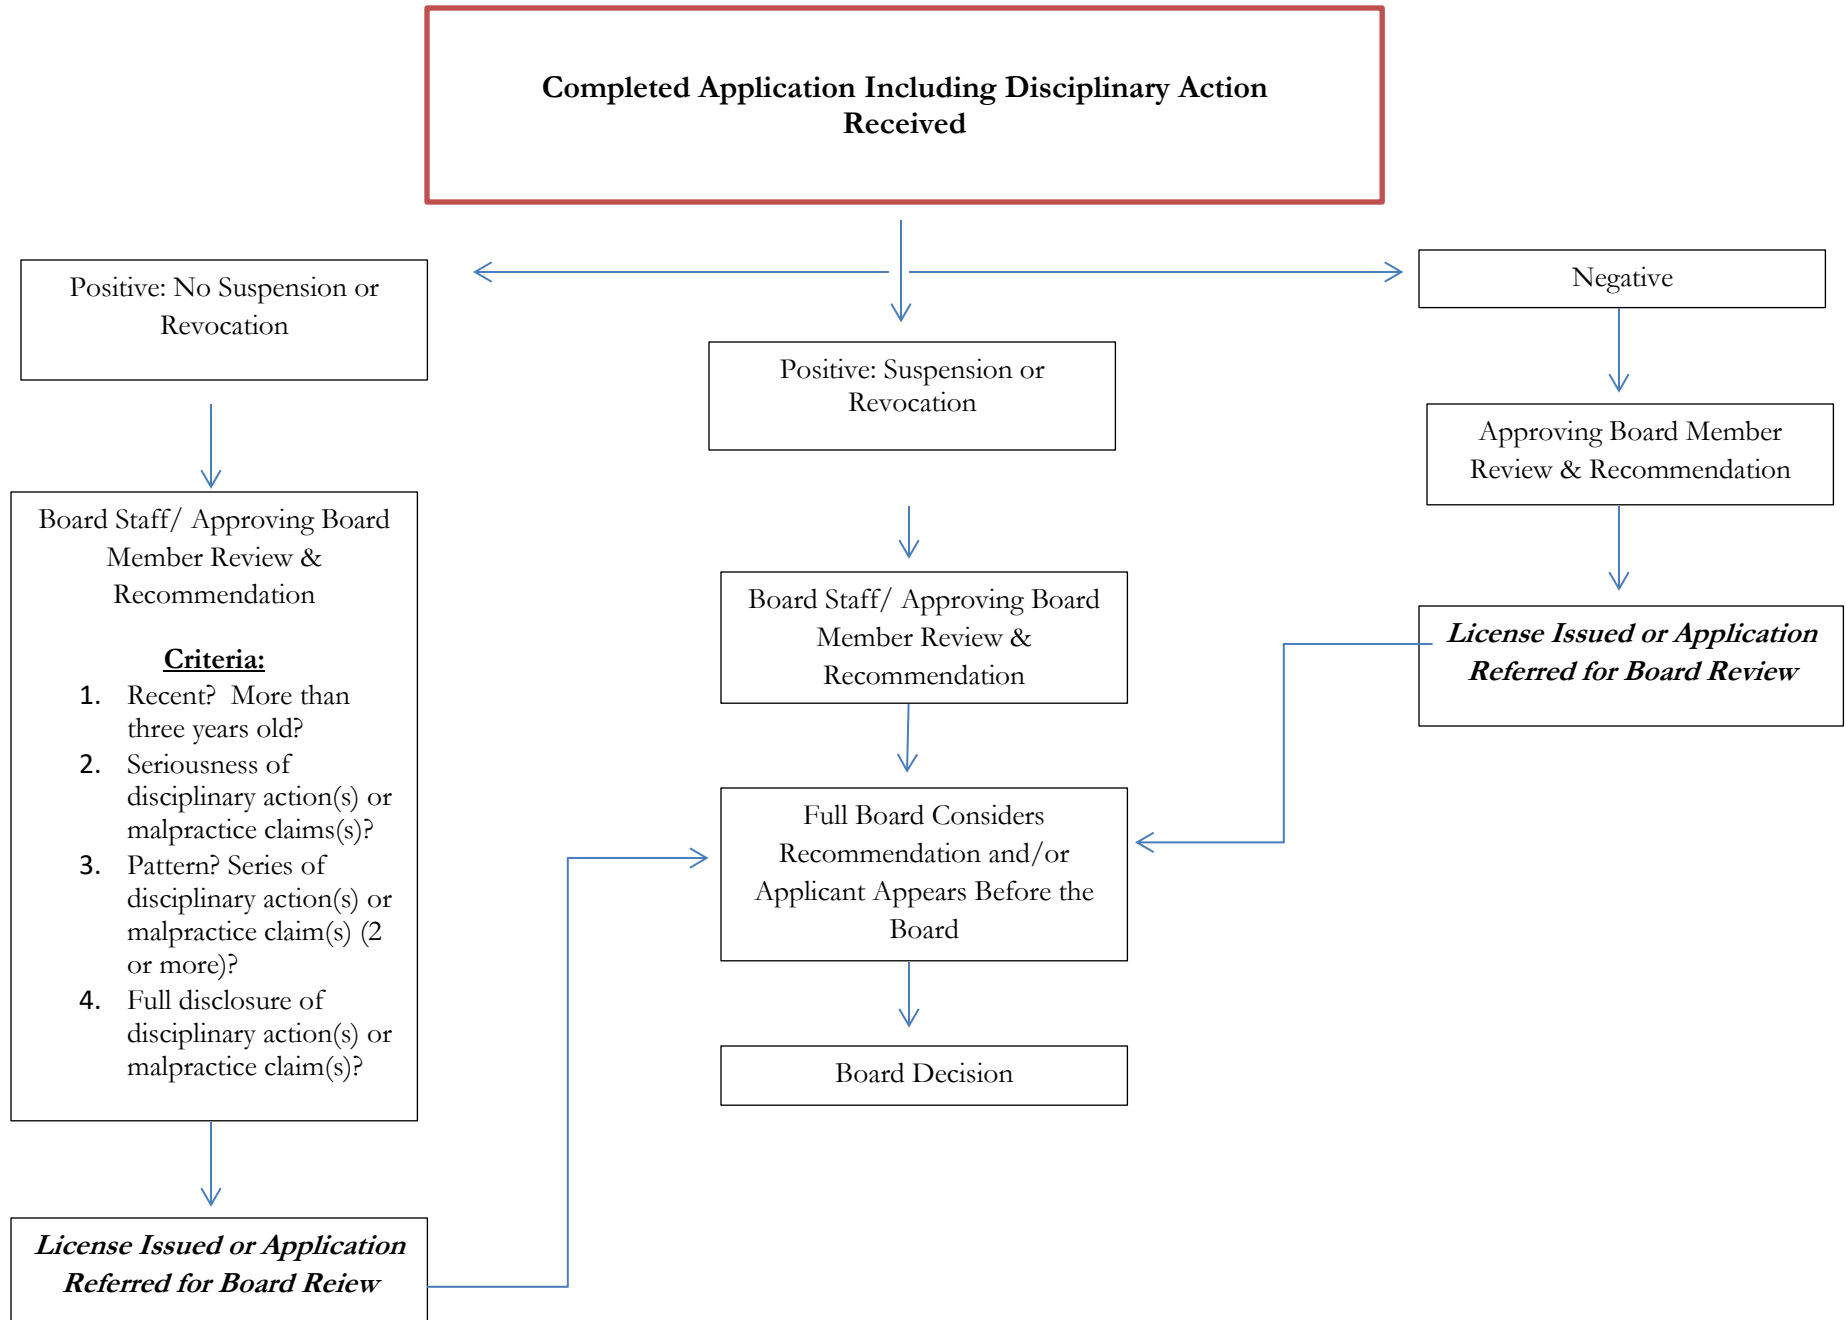 Completed Application Including Disciplinary Action
Received
Positive: No Suspension or
Revocation
Board Staff/ Approving Board
Member Review &
Recommendation
Criteria:
1. Recent?  More than
three years old?
2. Seriousness of
disciplinary action(s) or
malpractice claims(s)?
3. Pattern? Series of
disciplinary action(s) or
malpractice claim(s) (2
or more)?
4. Full disclosure of
disciplinary action(s) or
malpractice claim(s)?
License Issued or Application
Referred for Board Reiew
Positive: Suspension or
Revocation
Board Staff/ Approving Board
Member Review &
Recommendation
Full Board Considers
Recommendation and/or
Applicant Appears Before the
Board
Board Decision
Negative
Approving Board Member
Review & Recommendation
License Issued or Application
Referred for Board Review